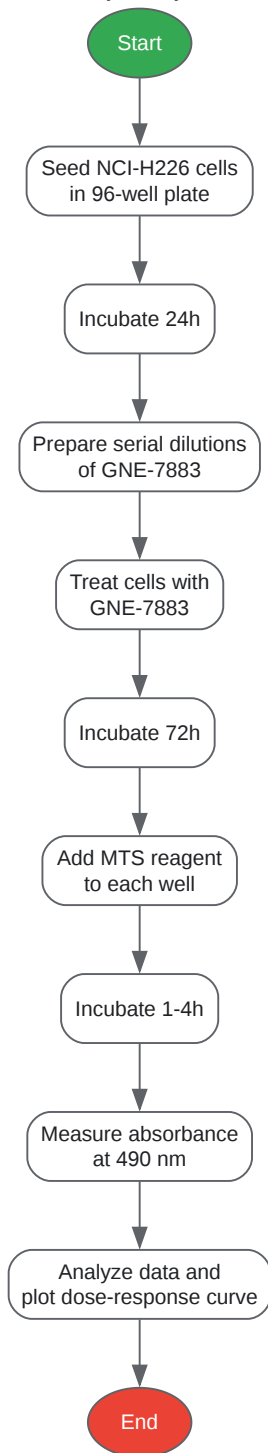 Start
Seed NCI-H226 cells
in 96-well plate
Incubate 24h
Prepare serial dilutions
of GNE-7883
Treat cells with
GNE-7883
Incubate 72h
Add MTS reagent
to each well
Incubate 1-4h
Measure absorbance
at 490 nm
Analyze data and
plot dose-response curve
End